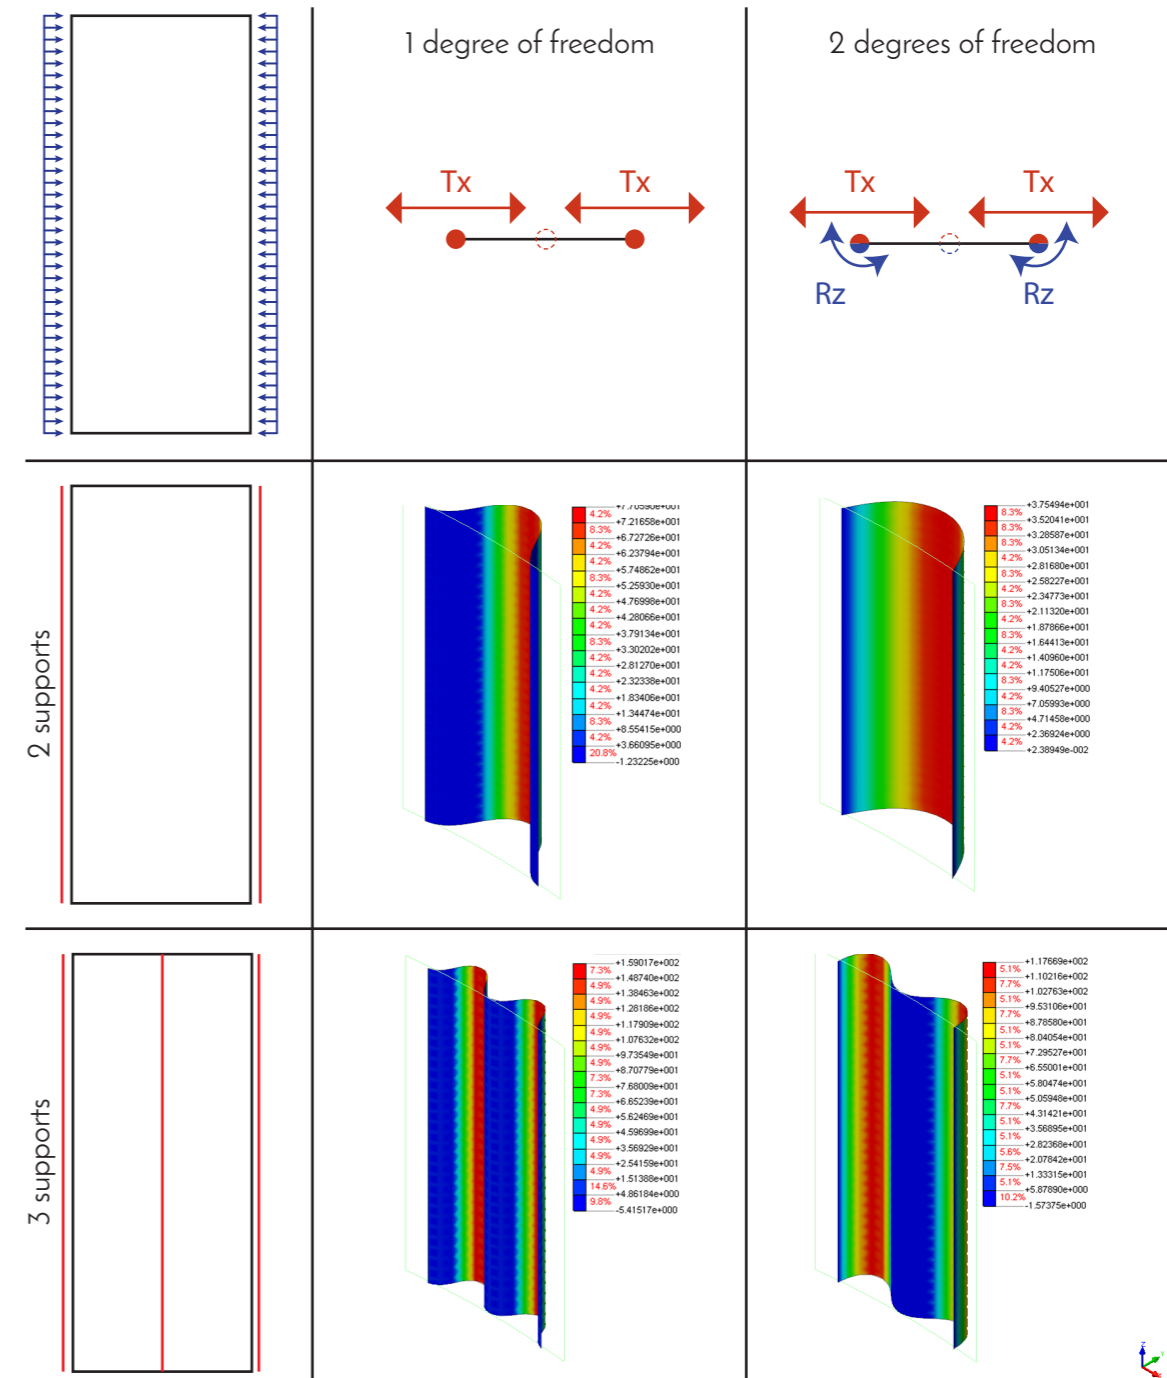 1 degree of freedom
2 degrees of freedom
Tx
Tx
Tx
Tx
Rz
Rz
2 supports
4.2%
8.3%
4.2%
4.2%
8.3%
4.2%
4.2%
4.2%
8.3%
4.2%
4.2%
4.2%
4.2%
8.3%
4.2%
20.8%
+7.21658e+001
+6.72726e+001
+6.23794e+001
+5.74862e+001
+5.25930e+001
+4.76998e+001
+4.28066e+001
+3.79134e+001
+3.30202e+001
+2.81270e+001
+2.32338e+001
+1.83406e+001
+1.34474e+001
+8.55415e+000
+3.66095e+000
-1.23225e+000
8.3%
8.3%
8.3%
4.2%
8.3%
4.2%
8.3%
4.2%
8.3%
4.2%
4.2%
8.3%
4.2%
8.3%
4.2%
4.2%
+3.75494e+001
+3.52041e+001
+3.28587e+001
+3.05134e+001
+2.81680e+001
+2.58227e+001
+2.34773e+001
+2.11320e+001
+1.87866e+001
+1.64413e+001
+1.40960e+001
+1.17506e+001
+9.40527e+000
+7.05993e+000
+4.71458e+000
+2.36924e+000
+2.38949e-002
3 supports
7.3%
4.9%
4.9%
4.9%
4.9%
4.9%
4.9%
7.3%
7.3%
4.9%
4.9%
4.9%
4.9%
4.9%
14.6%
9.8%
+1.59017e+002
+1.48740e+002
+1.38463e+002
+1.28186e+002
+1.17909e+002
+1.07632e+002
+9.73549e+001
+8.70779e+001
+7.68009e+001
+6.65239e+001
+5.62469e+001
+4.59699e+001
+3.56929e+001
+2.54159e+001
+1.51388e+001
+4.86184e+000
-5.41517e+000
5.1%
7.7%
5.1%
7.7%
5.1%
5.1%
7.7%
5.1%
5.1%
7.7%
5.1%
5.1%
5.6%
7.5%
5.1%
10.2%
+1.17669e+002
+1.10216e+002
+1.02763e+002
+9.53106e+001
+8.78580e+001
+8.04054e+001
+7.29527e+001
+6.55001e+001
+5.80474e+001
+5.05948e+001
+4.31421e+001
+3.56895e+001
+2.82368e+001
+2.07842e+001
+1.33315e+001
+5.87890e+000
-1.57375e+000